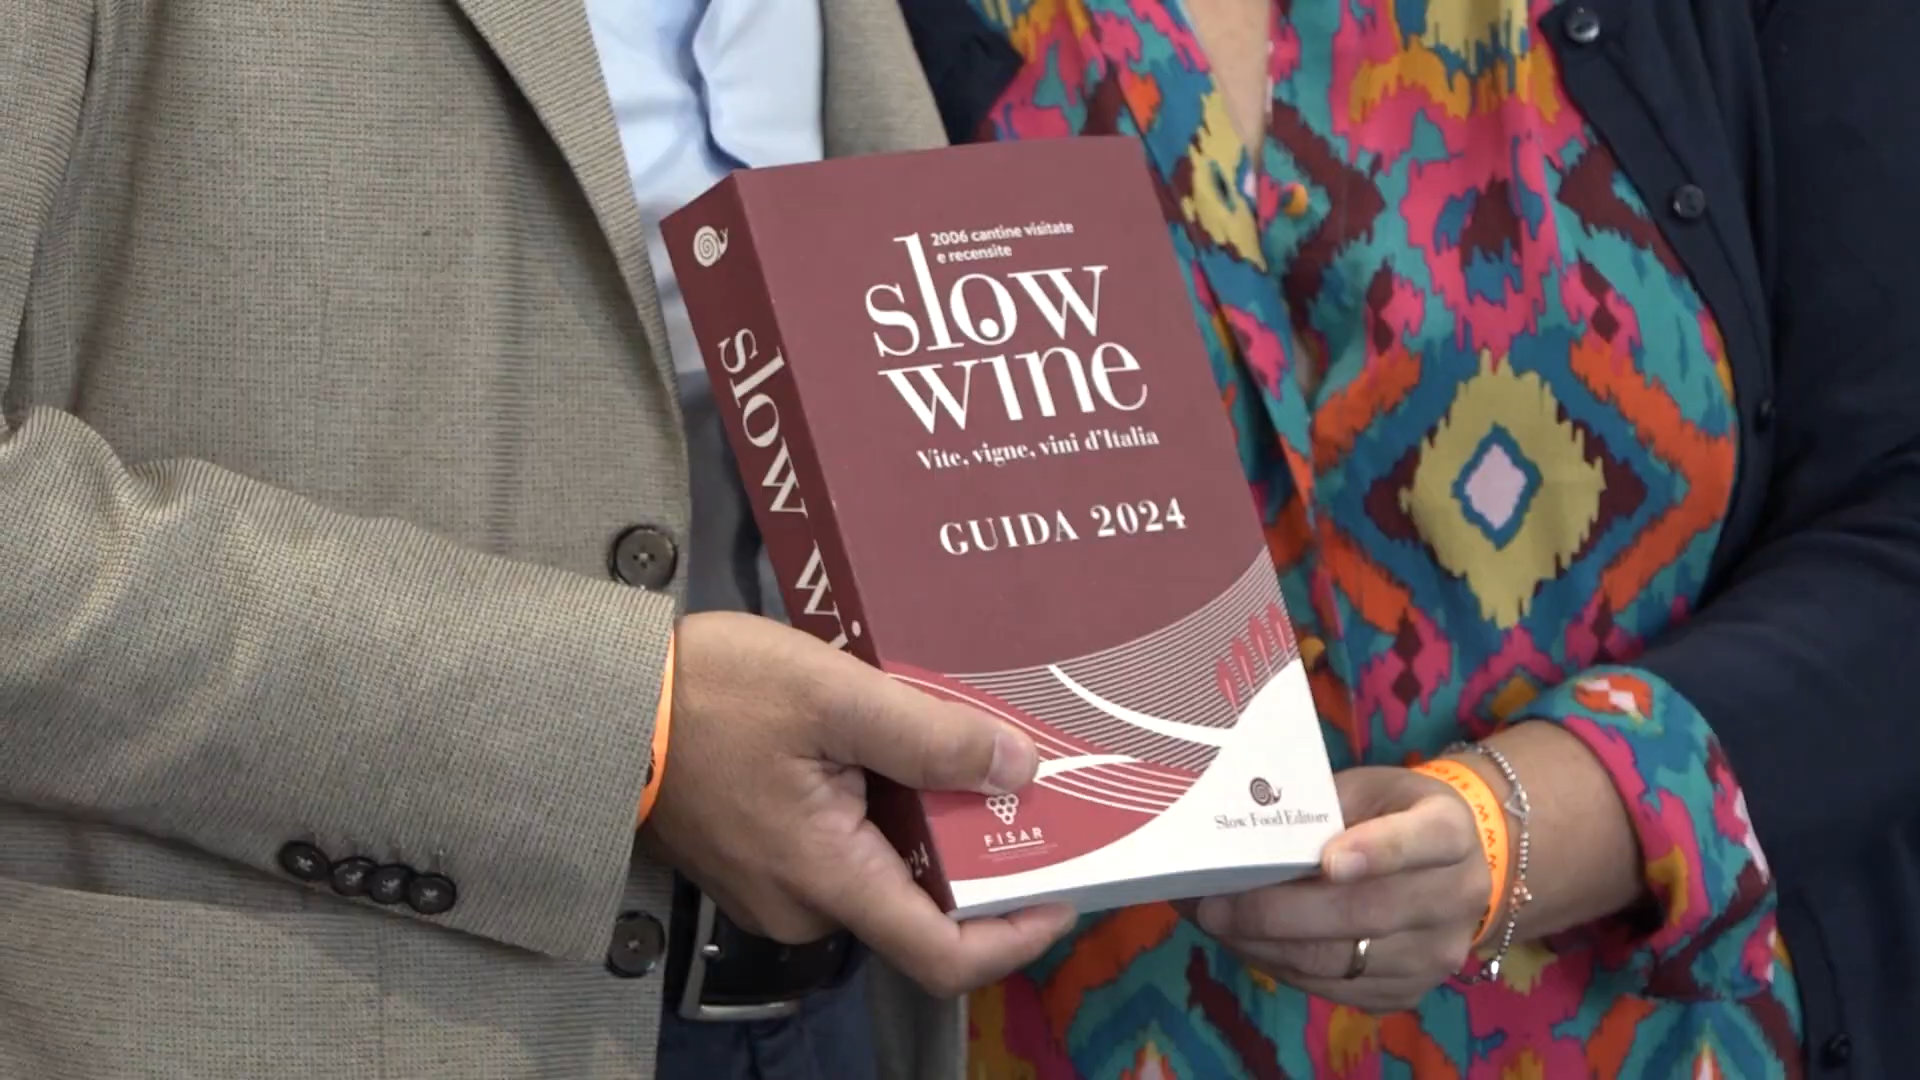 2006 cantine visitate
e recensite
slow
wine
Vite, vigne, vini d'Italia
GUIDA 2024
FISAR
Slow Food Editore
slow wi